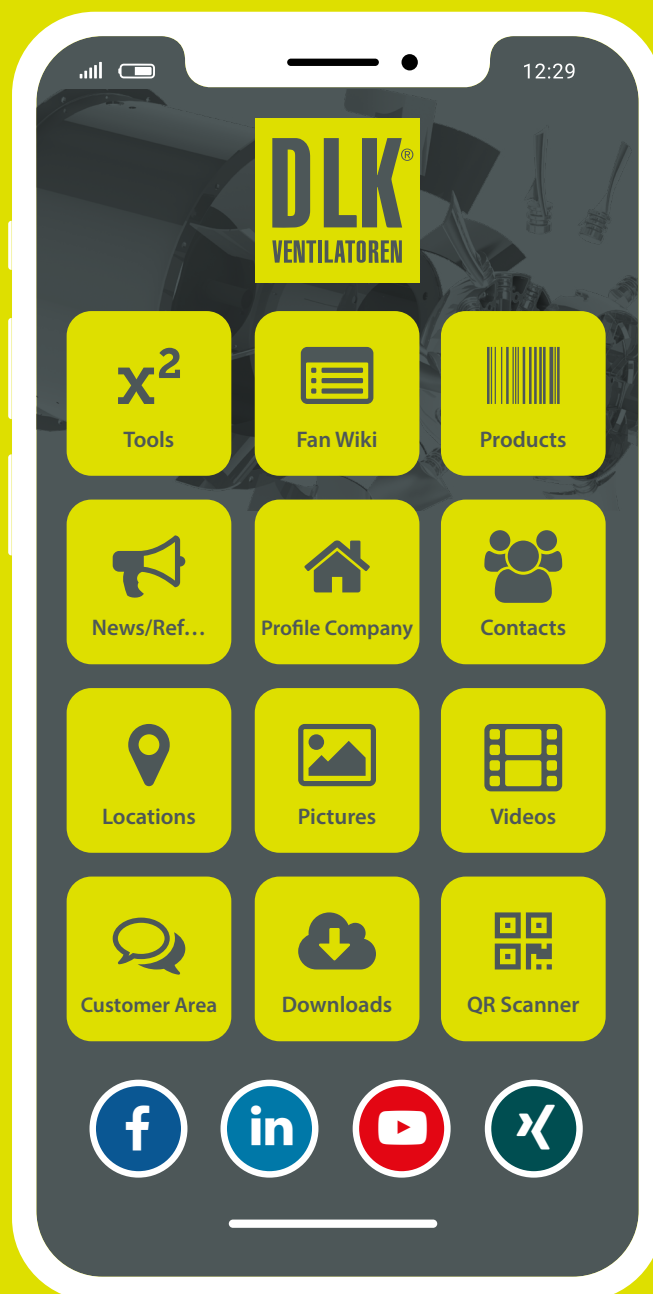 12:29
DLK®
VENTILATOREN
x²
Tools
Fan Wiki
Products
News/Ref...
Profile Company
Contacts
Locations
Pictures
Videos
Customer Area
Downloads
QR Scanner
f
in